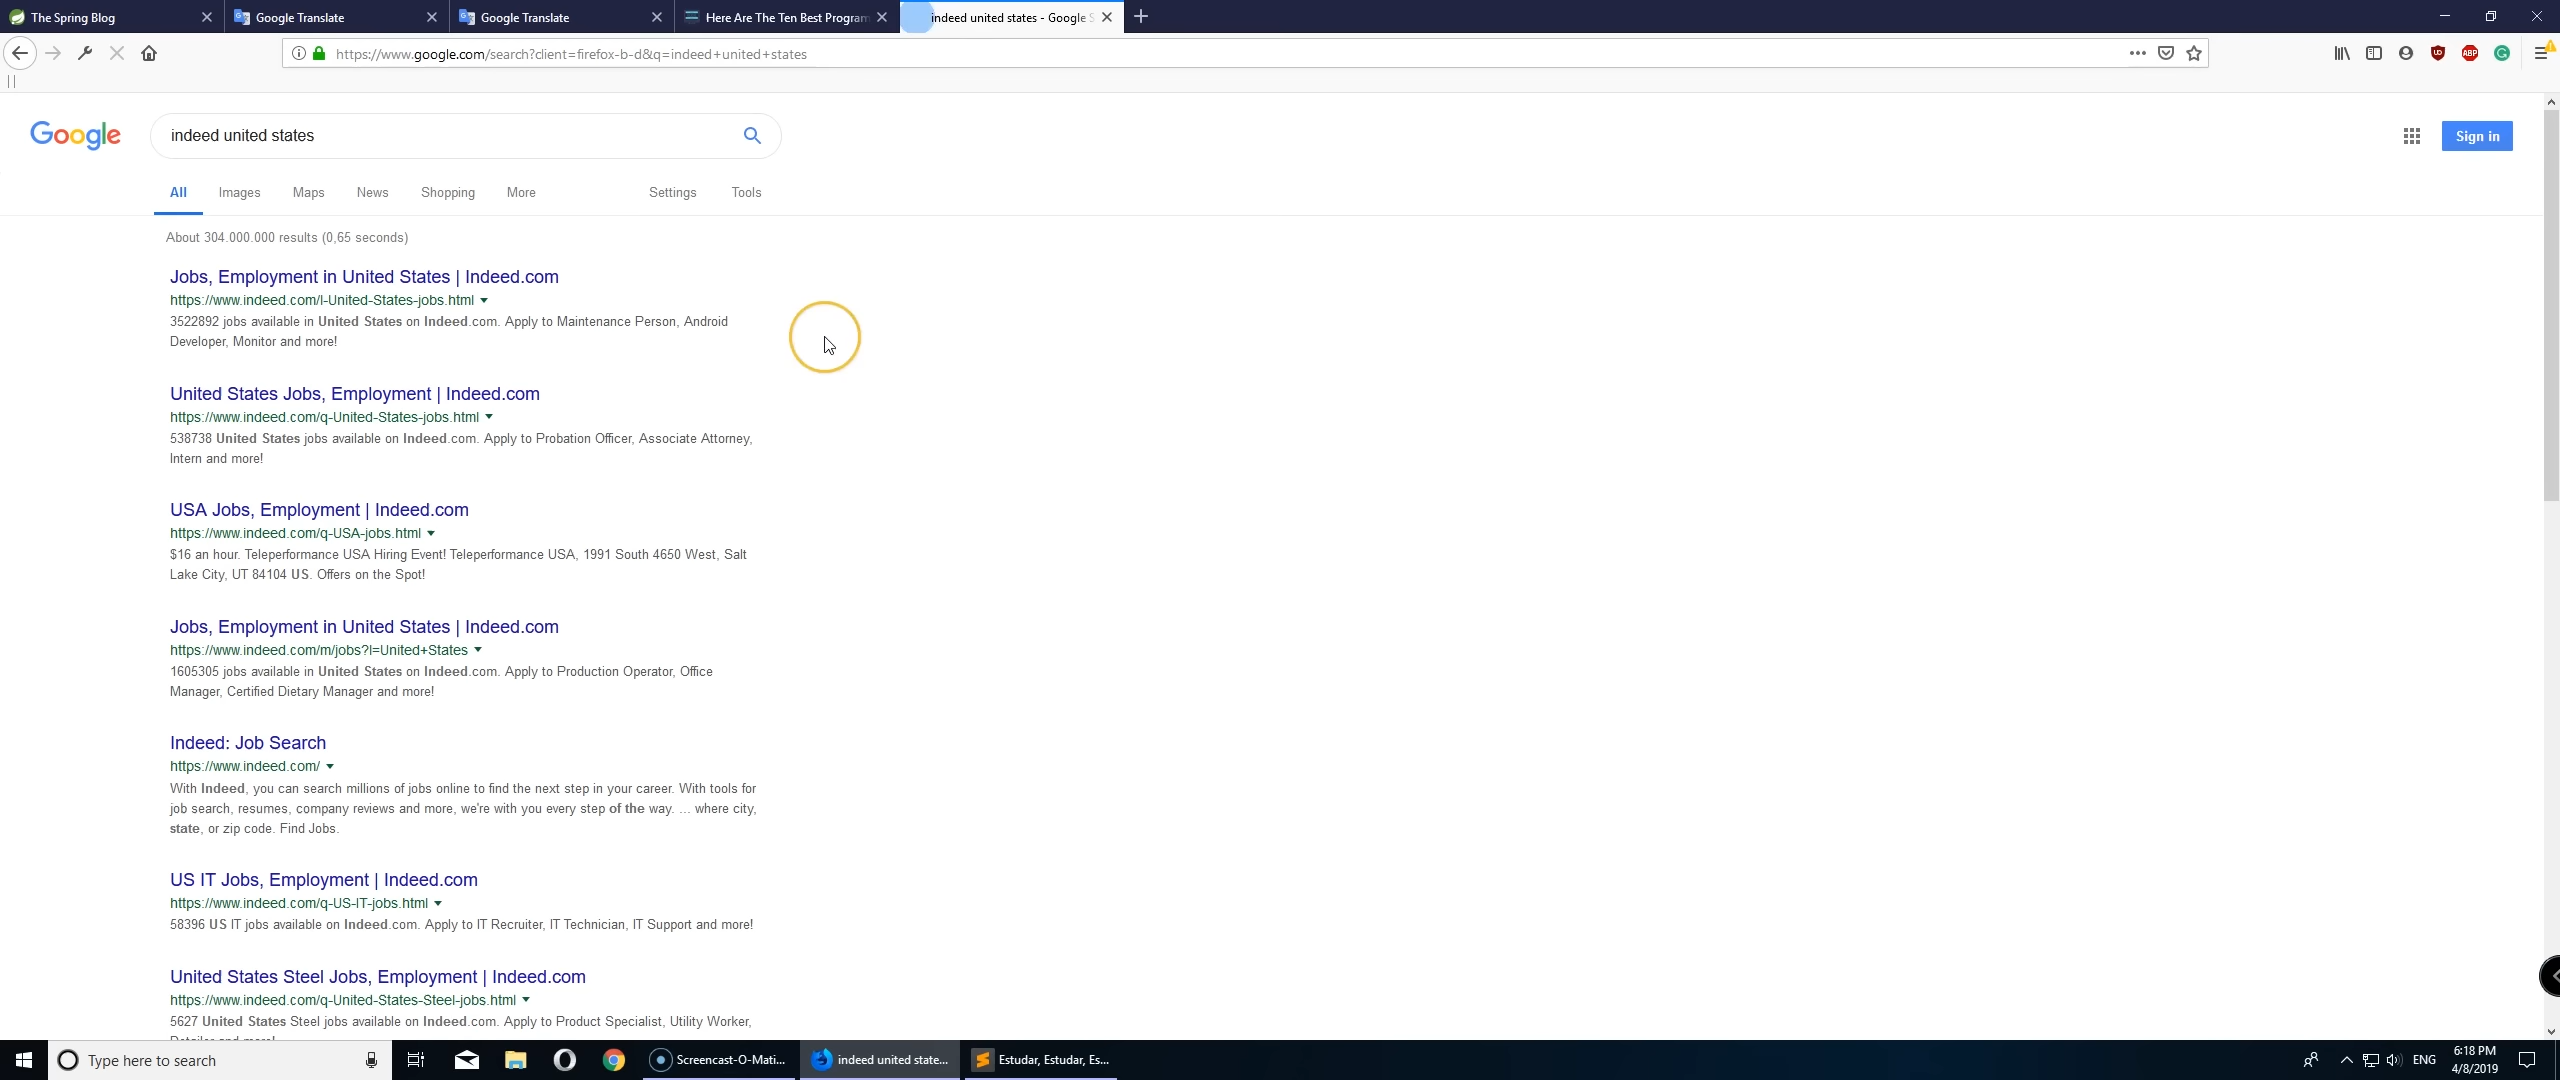 The Spring Blog
Google Translate
Google Translate
Here Are The Ten Best Program
indeed united states - Google S
https://www.google.com/search?client=firefox-b-d&q=indeed+united+states
Google
indeed united states
Sign in
All Images Maps News Shopping More Settings Tools
About 304.000.000 results (0,65 seconds)
Jobs, Employment in United States | Indeed.com
https://www.indeed.com/l-United-States-jobs.html
3522892 jobs available in United States on Indeed.com. Apply to Maintenance Person, Android
Developer, Monitor and more!
United States Jobs, Employment | Indeed.com
https://www.indeed.com/q-United-States-jobs.html
538738 United States jobs available on Indeed.com. Apply to Probation Officer, Associate Attorney,
Intern and more!
USA Jobs, Employment | Indeed.com
https://www.indeed.com/q-USA-jobs.html
$16 an hour. Teleperformance USA Hiring Event! Teleperformance USA, 1991 South 4650 West, Salt
Lake City, UT 84104 US. Offers on the Spot!
Jobs, Employment in United States | Indeed.com
https://www.indeed.com/m/jobs?l=United+States
1605305 jobs available in United States on Indeed.com. Apply to Production Operator, Office
Manager, Certified Dietary Manager and more!
Indeed: Job Search
https://www.indeed.com/
With Indeed, you can search millions of jobs online to find the next step in your career. With tools for
job search, resumes, company reviews and more, we're with you every step of the way. ... where city,
state, or zip code. Find Jobs.
US IT Jobs, Employment | Indeed.com
https://www.indeed.com/q-US-IT-jobs.html
58396 US IT jobs available on Indeed.com. Apply to IT Recruiter, IT Technician, IT Support and more!
United States Steel Jobs, Employment | Indeed.com
https://www.indeed.com/q-United-States-Steel-jobs.html
5627 United States Steel jobs available on Indeed.com. Apply to Product Specialist, Utility Worker,
Type here to search
Screencast-O-Mati...
indeed united state...
Estudar, Estudar, Es...
ENG
6:18 PM
4/8/2019